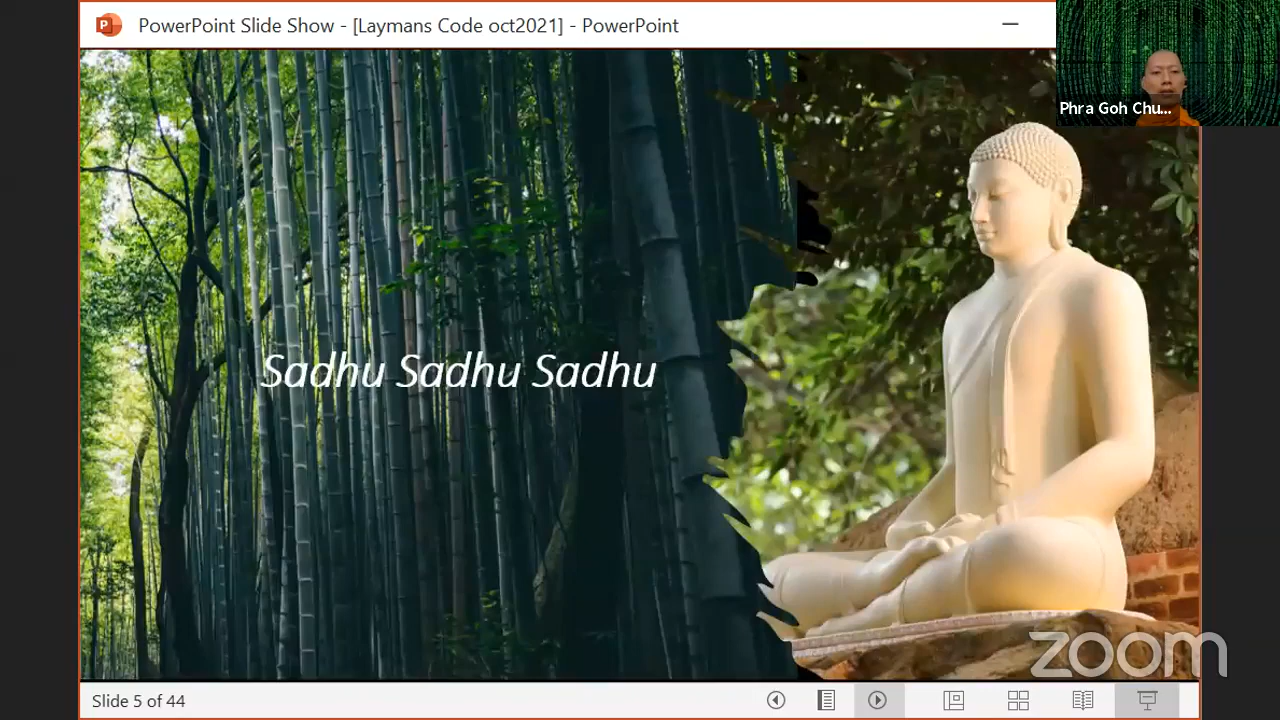 PowerPoint Slide Show - [Laymans Code oct2021] - PowerPoint
Phra Goh Chu...
Sadhu Sadhu Sadhu
zoom
Slide 5 of 44